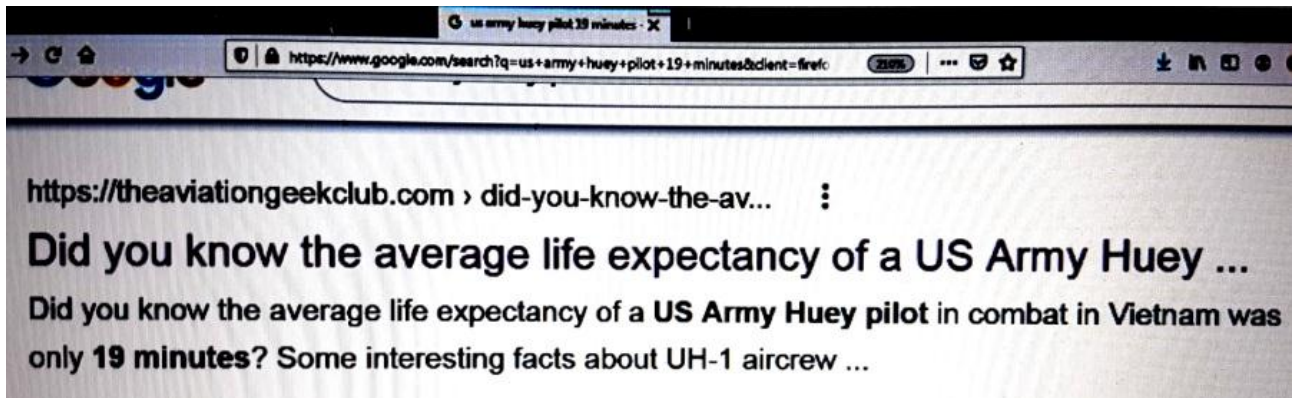 us army huey pilot 19 minutes -
https://www.google.com/search?q=us+army+huey+pilot+19+minutes&client=firefo
210%
https://theaviationgeekclub.com › did-you-know-the-av...
Did you know the average life expectancy of a US Army Huey ...
Did you know the average life expectancy of a US Army Huey pilot in combat in Vietnam was
only 19 minutes? Some interesting facts about UH-1 aircrew ...